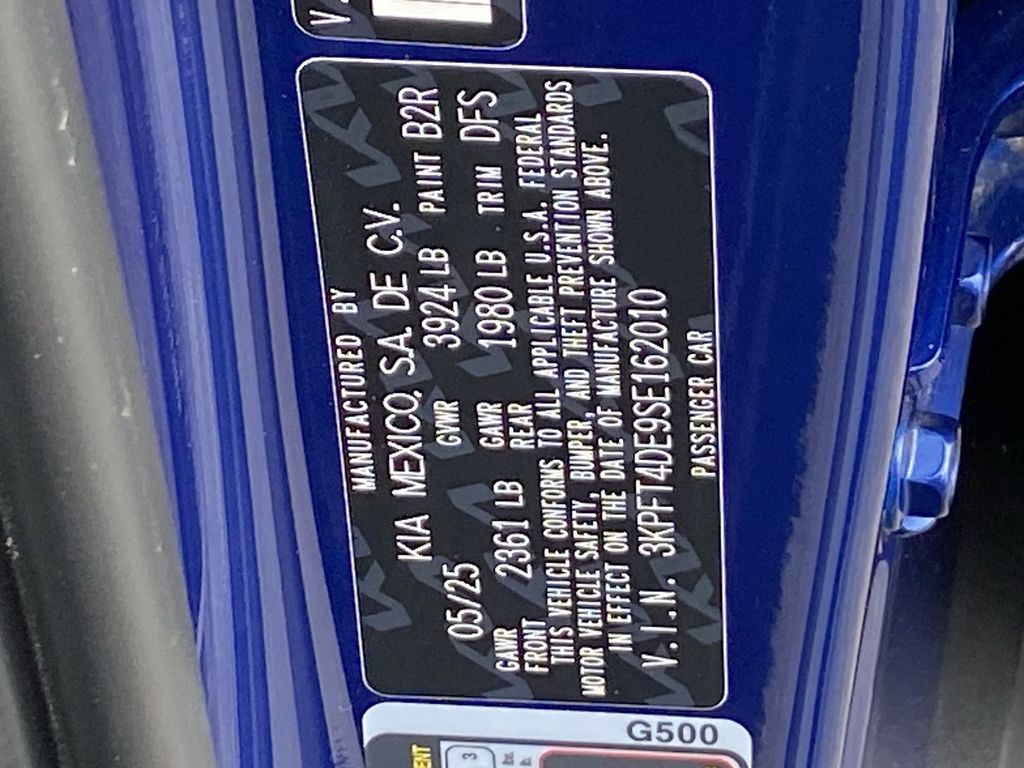 MANUFACTURED BY
KIA MEXICO, S.A. DE C.V.
05/25 GVWR 3924 LB PAINT B2R
GAWR FRONT 2361 LB GAWR REAR 1980 LB TRIM DFS
THIS VEHICLE CONFORMS TO ALL APPLICABLE U.S.A. FEDERAL
MOTOR VEHICLE SAFETY, BUMPER AND THEFT PREVENTION STANDARDS
IN EFFECT ON THE DATE OF MANUFACTURE SHOWN ABOVE.
V.I.N. 3KPFT4DE9SE162010
PASSENGER CAR
G500
3